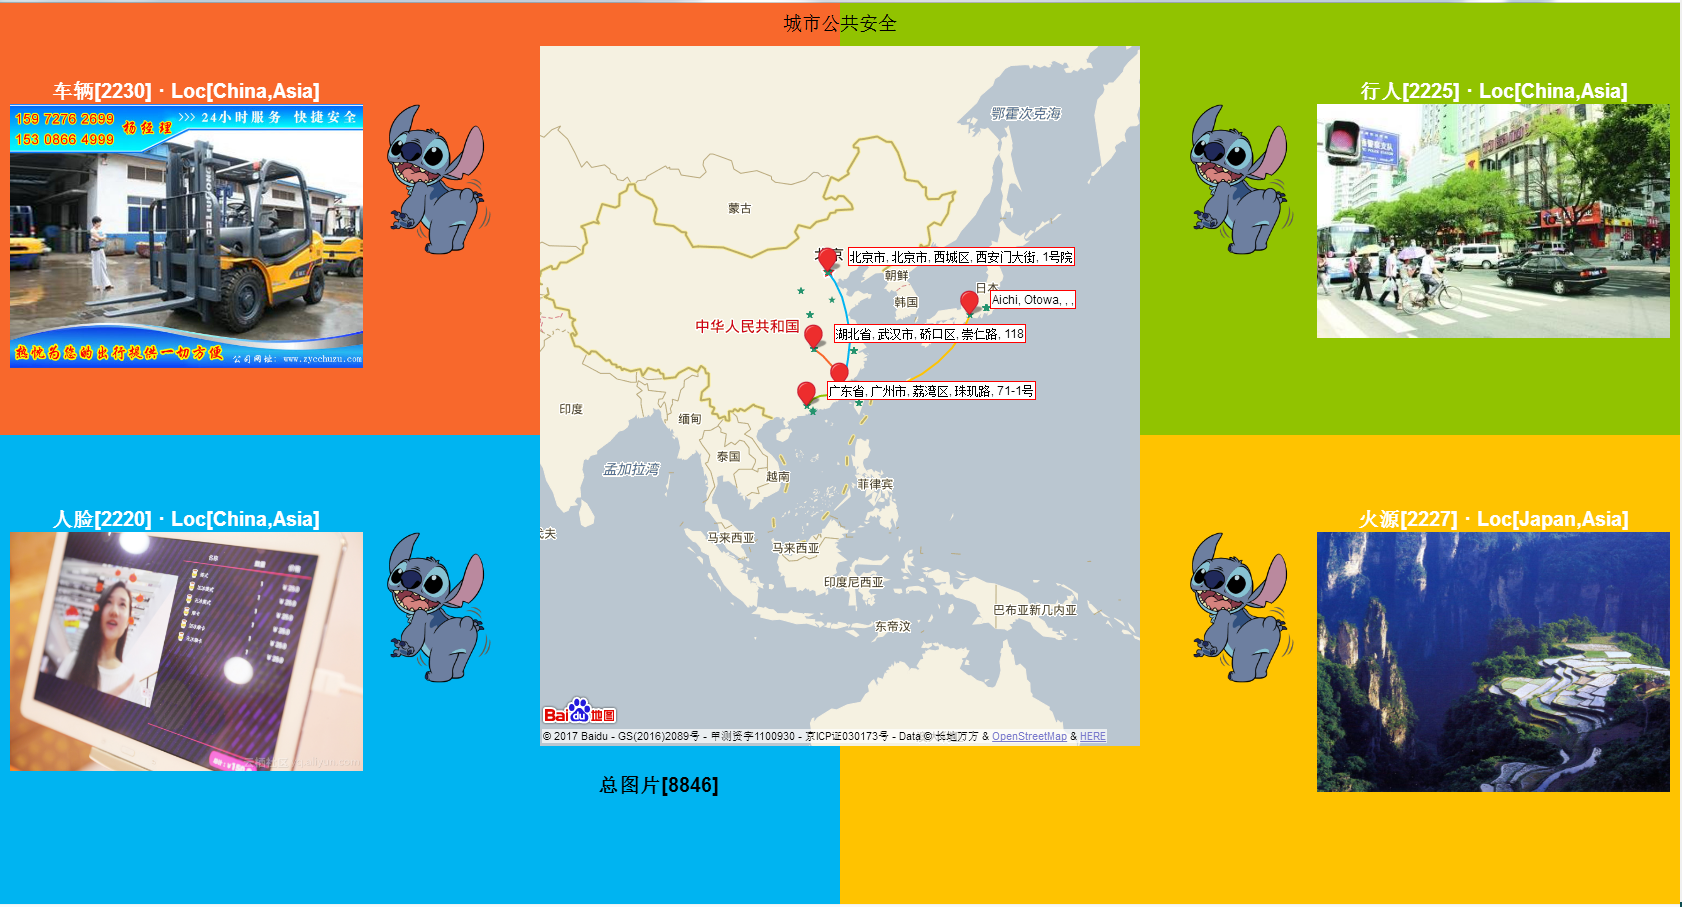 城市公共安全
车辆[2230] · Loc[China,Asia]
159 7276 2699
153 0866 4999
杨经理
>>> 24小时服务 快捷安全
热忱为您的出行提供一切方便
公司网址: www.zycchuzu.com
行人[2225] · Loc[China,Asia]
鄂霍次克海
蒙古
北京
北京市, 北京市, 西城区, 西安门大街, 1号院
朝鲜
日本
韩国
Aichi, Otowa, , ,
中华人民共和国
湖北省, 武汉市, 硚口区, 崇仁路, 118
广东省, 广州市, 荔湾区, 珠玑路, 71-1号
印度
缅甸
泰国
孟加拉湾
越南
菲律宾
马来西亚
马来西亚
印度尼西亚
巴布亚新几内亚
东帝汶
Bai du 地图
© 2017 Baidu - GS(2016)2089号 - 甲测资字1100930 - 京ICP证030173号 - Data © 长地万方 & OpenStreetMap & HERE
人脸[2220] · Loc[China,Asia]
火源[2227] · Loc[Japan,Asia]
总图片[8846]